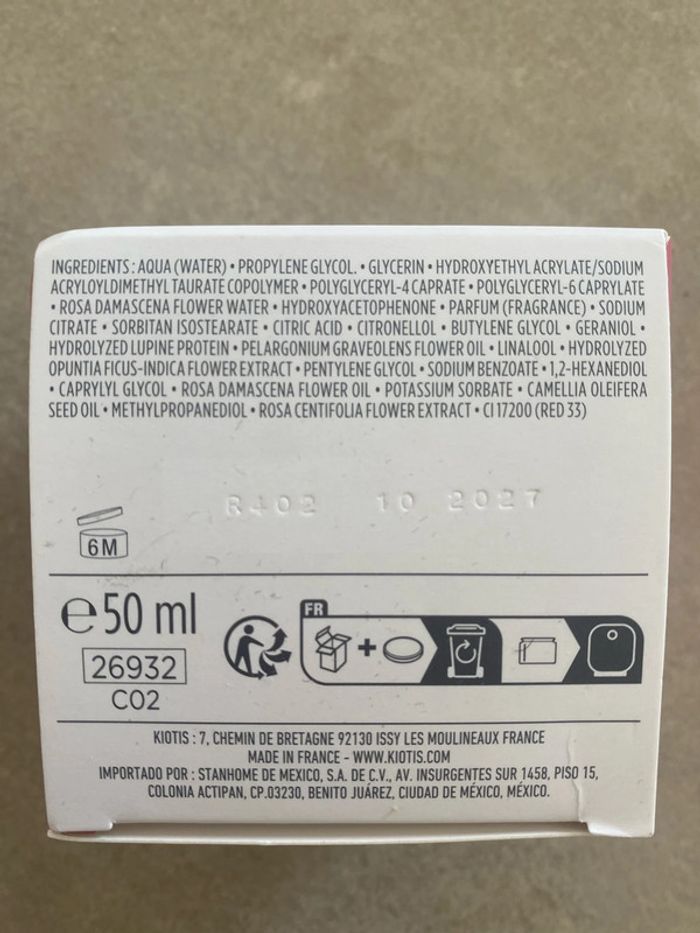 INGREDIENTS : AQUA (WATER) • PROPYLENE GLYCOL. • GLYCERIN • HYDROXYETHYL ACRYLATE/SODIUM
ACRYLOYLDIMETHYL TAURATE COPOLYMER • POLYGLYCERYL-4 CAPRATE • POLYGLYCERYL-6 CAPRYLATE
• ROSA DAMASCENA FLOWER WATER • HYDROXYACETOPHENONE • PARFUM (FRAGRANCE) • SODIUM
CITRATE • SORBITAN ISOSTEARATE • CITRIC ACID • CITRONELLOL • BUTYLENE GLYCOL • GERANIOL •
HYDROLYZED LUPINE PROTEIN • PELARGONIUM GRAVEOLENS FLOWER OIL • LINALOOL • HYDROLYZED
OPUNTIA FICUS-INDICA FLOWER EXTRACT • PENTYLENE GLYCOL • SODIUM BENZOATE • 1,2-HEXANEDIOL
• CAPRYLYL GLYCOL • ROSA DAMASCENA FLOWER OIL • POTASSIUM SORBATE • CAMELLIA OLEIFERA
SEED OIL • METHYLPROPANEDIOL • ROSA CENTIFOLIA FLOWER EXTRACT • CI 17200 (RED 33)
R402 10 2027
6M
e 50 ml
26932
C02
FR
KIOTIS : 7, CHEMIN DE BRETAGNE 92130 ISSY LES MOULINEAUX FRANCE
MADE IN FRANCE - WWW.KIOTIS.COM
IMPORTADO POR : STANHOME DE MEXICO, S.A. DE C.V., AV. INSURGENTES SUR 1458, PISO 15,
COLONIA ACTIPAN, CP.03230, BENITO JUÁREZ, CIUDAD DE MÉXICO, MÉXICO.